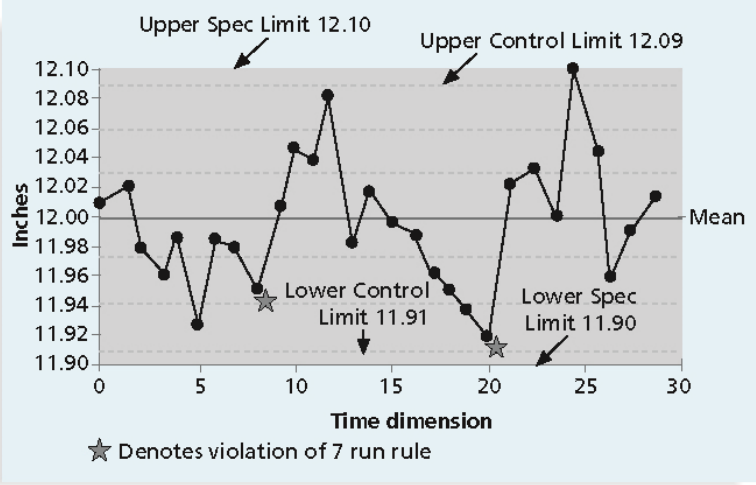 Upper Spec Limit 12.10
Upper Control Limit 12.09
12.10
12.08
12.06
12.04
12.02
12.00
11.98
11.96
11.94
11.92
11.90
Inches
Mean
Lower Control
Limit 11.91
Lower Spec
Limit 11.90
0 5 10 15 20 25 30
Time dimension
Denotes violation of 7 run rule